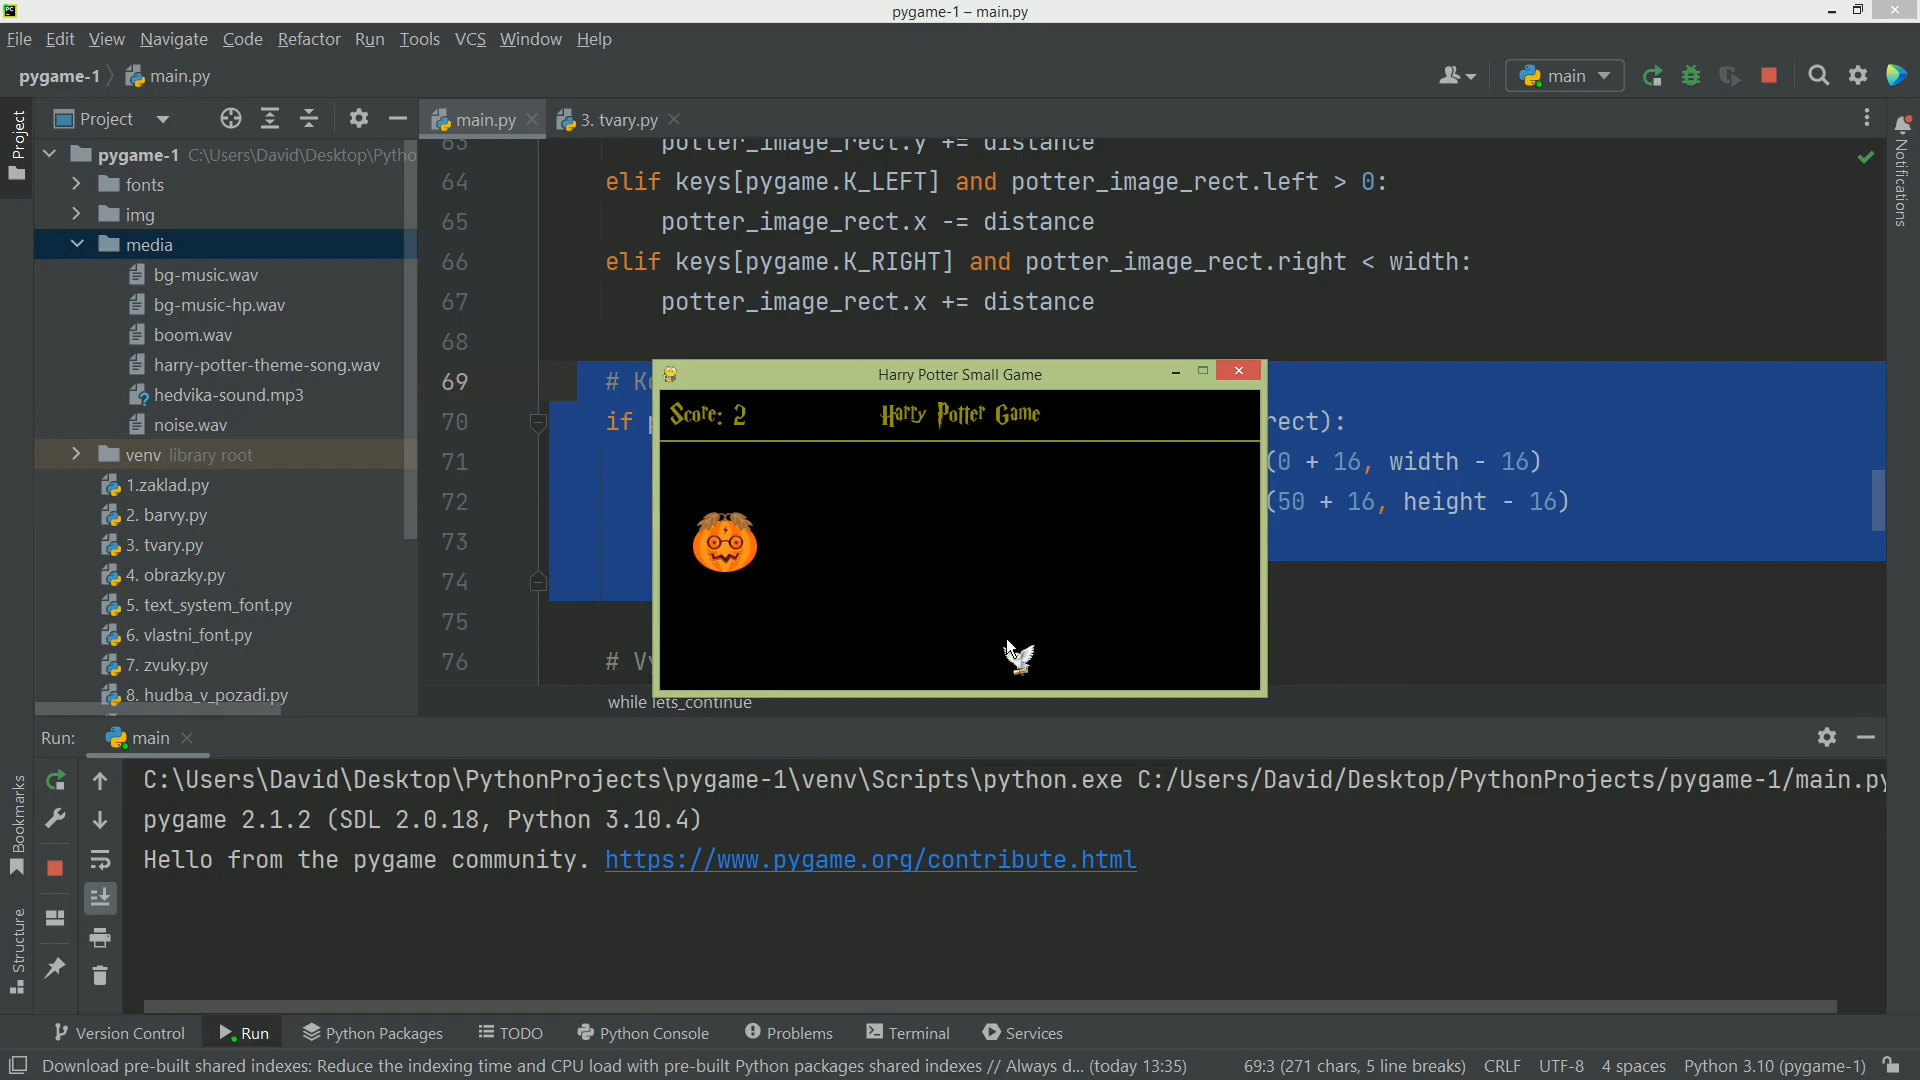 pygame-1 – main.py
File Edit View Navigate Code Refactor Run Tools VCS Window Help
pygame-1 main.py
main
Project
main.py
3. tvary.py
Project
Notifications
pygame-1 C:\Users\David\Desktop\Pytho
fonts
img
media
bg-music.wav
bg-music-hp.wav
boom.wav
harry-potter-theme-song.wav
hedvika-sound.mp3
noise.wav
venv library root
1.zaklad.py
2. barvy.py
3. tvary.py
4. obrazky.py
5. text_system_font.py
6. vlastni_font.py
7. zvuky.py
8. hudba_v_pozadi.py
63 potter_image_rect.y += distance
64 elif keys[pygame.K_LEFT] and potter_image_rect.left > 0:
65 potter_image_rect.x -= distance
66 elif keys[pygame.K_RIGHT] and potter_image_rect.right < width:
67 potter_image_rect.x += distance
68
69 #
70 if rect):
71 (0 + 16, width - 16)
72 (50 + 16, height - 16)
73
74
75
76 #
Harry Potter Small Game
Score: 2
Harry Potter Game
while lets_continue
Run: main
C:\Users\David\Desktop\PythonProjects\pygame-1\venv\Scripts\python.exe C:/Users/David/Desktop/PythonProjects/pygame-1/main.py
pygame 2.1.2 (SDL 2.0.18, Python 3.10.4)
Hello from the pygame community. https://www.pygame.org/contribute.html
Bookmarks
Structure
Version Control Run Python Packages TODO Python Console Problems Terminal Services
Download pre-built shared indexes: Reduce the indexing time and CPU load with pre-built Python packages shared indexes // Always d... (today 13:35) 69:3 (271 chars, 5 line breaks) CRLF UTF-8 4 spaces Python 3.10 (pygame-1)